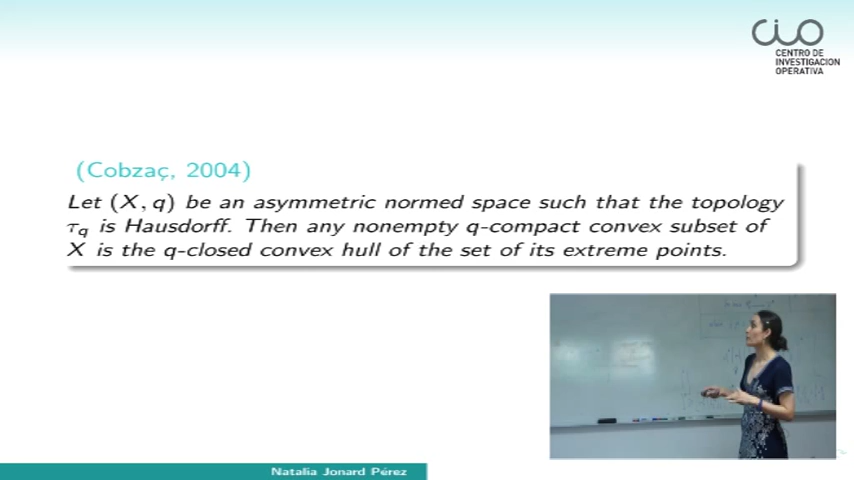 CIO
CENTRO DE
INVESTIGACION
OPERATIVA
(Cobzaç, 2004)
Let (X, q) be an asymmetric normed space such that the topology
τq is Hausdorff. Then any nonempty q-compact convex subset of
X is the q-closed convex hull of the set of its extreme points.
Natalia Jonard Pérez